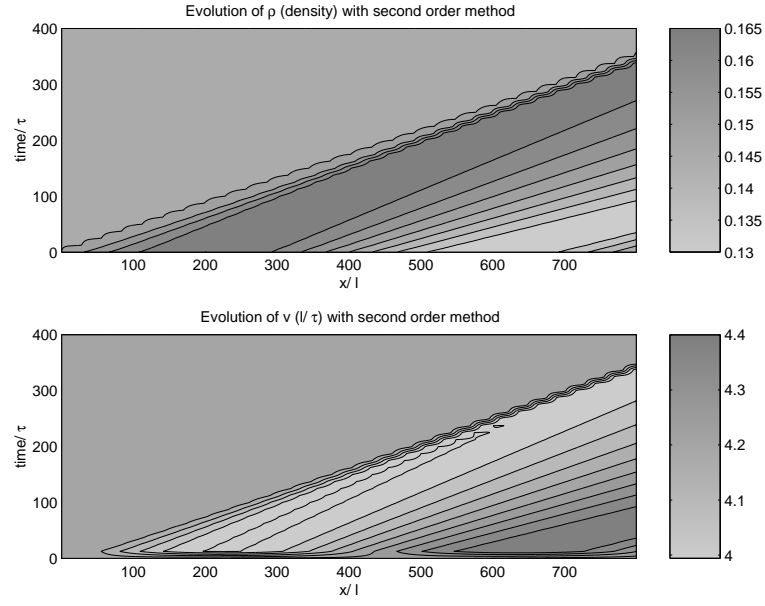 Evolution of ρ (density) with second order method
400
300
200
100
0
time/ τ
100 200 300 400 500 600 700
x/ l
0.165
0.16
0.155
0.15
0.145
0.14
0.135
0.13
Evolution of v (l/ τ) with second order method
400
300
200
100
0
time/ τ
100 200 300 400 500 600 700
x/ l
4.4
4.3
4.2
4.1
4